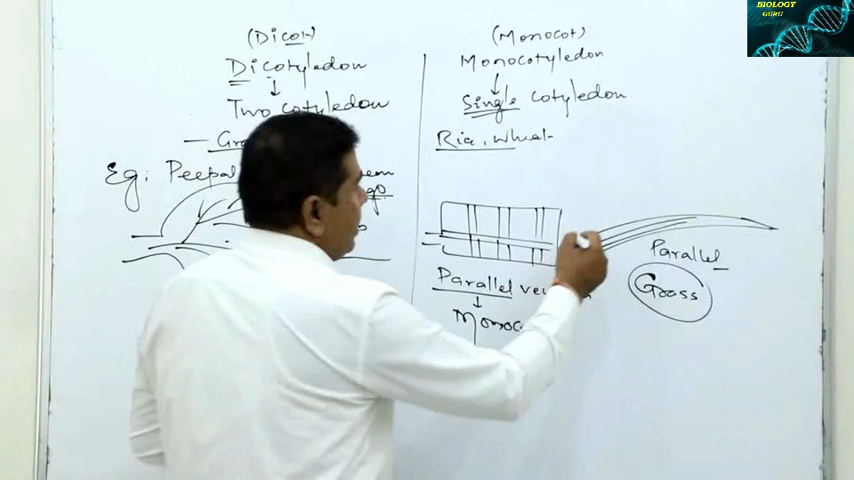 BIOLOGY
GURU
(Dicot)
Dicotyledon
↓
Two cotyledon
Eg: Peepal
(Monocot)
Monocotyledon
↓
Single cotyledon
Rice, wheat
Parallel
↓
Parallel
Grass